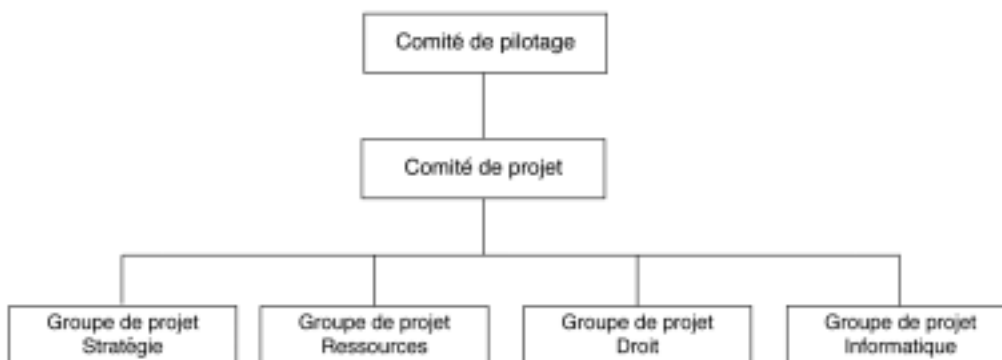 Comité de pilotage
Comité de projet
Groupe de projet
Stratégie
Groupe de projet
Ressources
Groupe de projet
Droit
Groupe de projet
Informatique